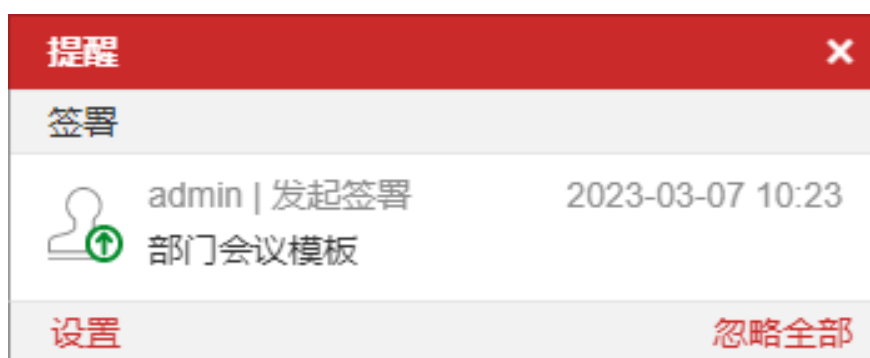 提醒 ×
签署
admin | 发起签署 2023-03-07 10:23
部门会议模板
设置 忽略全部